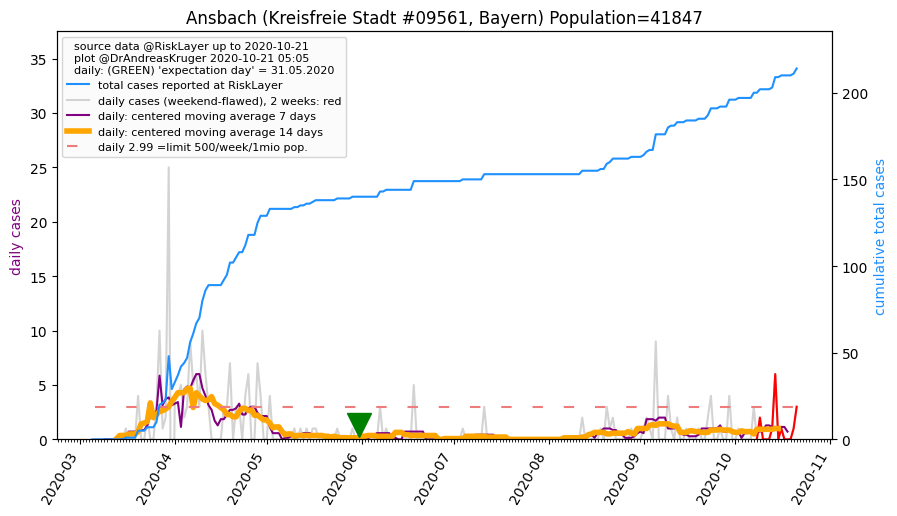 Ansbach (Kreisfreie Stadt #09561, Bayern) Population=41847
source data @RiskLayer up to 2020-10-21
plot @DrAndreasKruger 2020-10-21 05:05
daily: (GREEN) 'expectation day' = 31.05.2020
total cases reported at RiskLayer
daily cases (weekend-flawed), 2 weeks: red
daily: centered moving average 7 days
daily: centered moving average 14 days
daily 2.99 =limit 500/week/1mio pop.
daily cases
35
30
25
20
15
10
5
0
cumulative total cases
200
150
100
50
0
2020-03
2020-04
2020-05
2020-06
2020-07
2020-08
2020-09
2020-10
2020-11